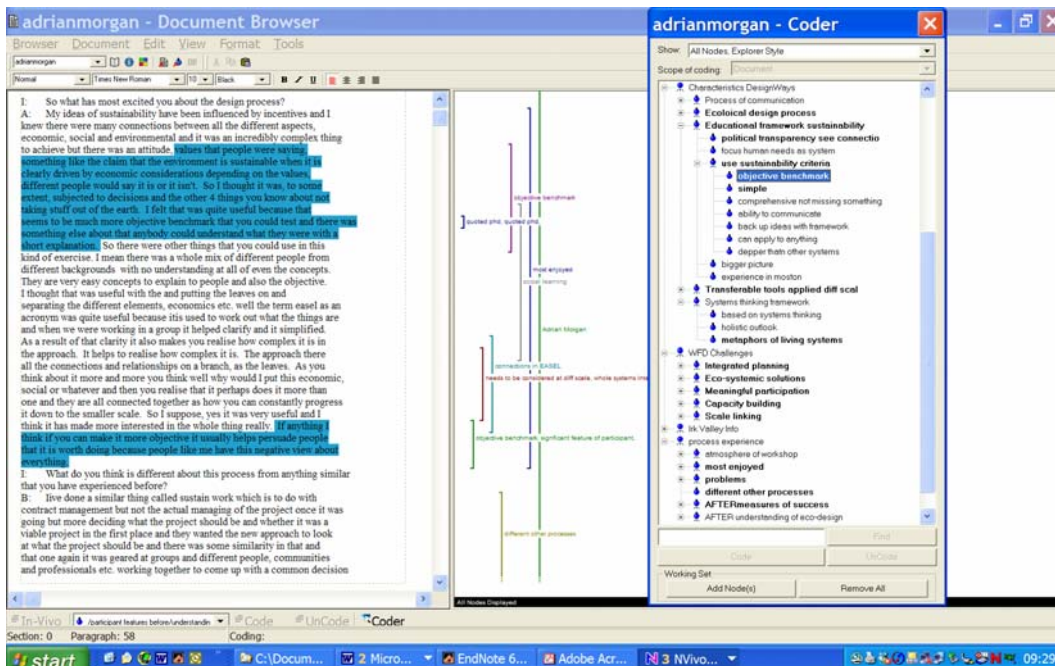 adrianmorgan - Document Browser
Browser Document Edit View Format Tools
adrianmorgan
Normal Times New Roman 10 Black B I U
I: So what has most excited you about the design process?
A: My ideas of sustainability have been influenced by incentives and I
knew there were many connections between all the different aspects,
economic, social and environmental and it was an incredibly complex thing
to achieve but there was an attitude, values that people were saying,
something like the claim that the environment is sustainable when it is
clearly driven by economic considerations depending on the values,
different people would say it is or it isn't. So I thought it was, to some
extent, subjected to decisions and the other 4 things you know about not
taking stuff out of the earth. I felt that was quite useful because that
seems to be much more objective benchmark that you could test and there was
something else about that anybody could understand what they were with a
short explanation. So there were other things that you could use in this
kind of exercise. I mean there was a whole mix of different people from
different backgrounds with no understanding at all of even the concepts.
They are very easy concepts to explain to people and also the objective.
I thought that was useful with the and putting the leaves on and
separating the different elements, economics etc. well the term easel as an
acronym was quite useful because itis used to work out what the things are
and when we were working in a group it helped clarify and it simplified.
As a result of that clarity it also makes you realise how complex it is in
the approach. It helps to realise how complex it is. The approach there
all the connections and relationships on a branch, as the leaves. As you
think about it more and more you think well why would I put this economic,
social or whatever and then you realise that it perhaps does it more than
one and they are all connected together as how you can constantly progress
it down to the smaller scale. So I suppose, yes it was very useful and I
think it has made more interested in the whole thing really. If anything I
think if you can make it more objective it usually helps persuade people
that it is worth doing because people like me have this negative view about
everything.
I: What do you think is different about this process from anything similar
that you have experienced before?
B: Iive done a similar thing called sustain work which is to do with
contract management but not the actual managing of the project once it was
going but more deciding what the project should be and whether it was a
viable project in the first place and they wanted the new approach to look
at what the project should be and there was some similarity in that and
that one again it was geared at groups and different people, communities
and professionals etc. working together to come up with a common decision
objective benchmark
quoted phd, quoted phd,
most enjoyed
social learning
Adrian Morgan
connections in EASEL
needs to be considered at diff scale, whole systems
objective benchmark, significant feature of participant.
different other processes
All Nodes Displayed
adrianmorgan - Coder
Show: All Nodes, Explorer Style
Scope of coding: Document
Characteristics DesignWays
Process of communication
Ecoloical design process
Educational framework sustainability
political transparency see connectio
focus human needs as system
use sustainability criteria
objective benchmark
simple
comprehensive not missing something
ability to communicate
back up ideas with framework
can apply to anything
depper thatn other systems
bigger picture
experience in moston
Transferable tools applied diff scal
Systems thinking framework
based on systems thinking
holistic outlook
metaphors of living systems
WFD Challenges
Integrated planning
Eco-systemic solutions
Meaningful participation
Capacity building
Scale linking
Irk Valley Info
process experience
atmosphere of workshop
most enjoyed
problems
different other processes
AFTERmeasures of success
AFTER understanding of eco-design
Find
Code UnCode
Working Set
Add Node(s) Remove All
In-Vivo /participant features before/understandin Code UnCode Coder
Section: 0 Paragraph: 58 Coding:
start C:\Docum... 2 Micro... EndNote 6... Adobe Acr... 3 NVivo... 09:29